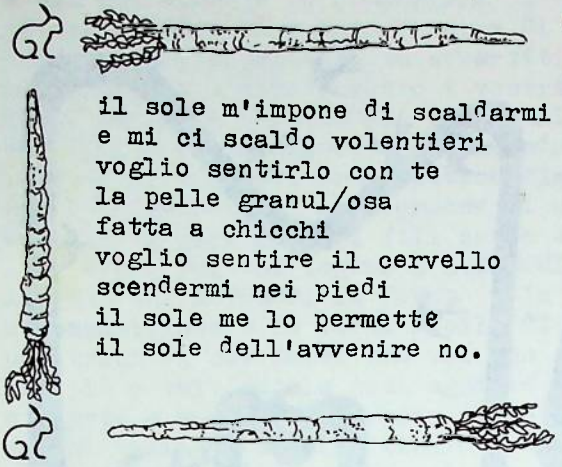 il sole m'impone di scaldarmi
e mi ci scaldo volentieri
voglio sentirlo con te
la pelle granul/osa
fatta a chicchi
voglio sentire il cervello
scendermi nei piedi
il sole me lo permette
il sole dell'avvenire no.